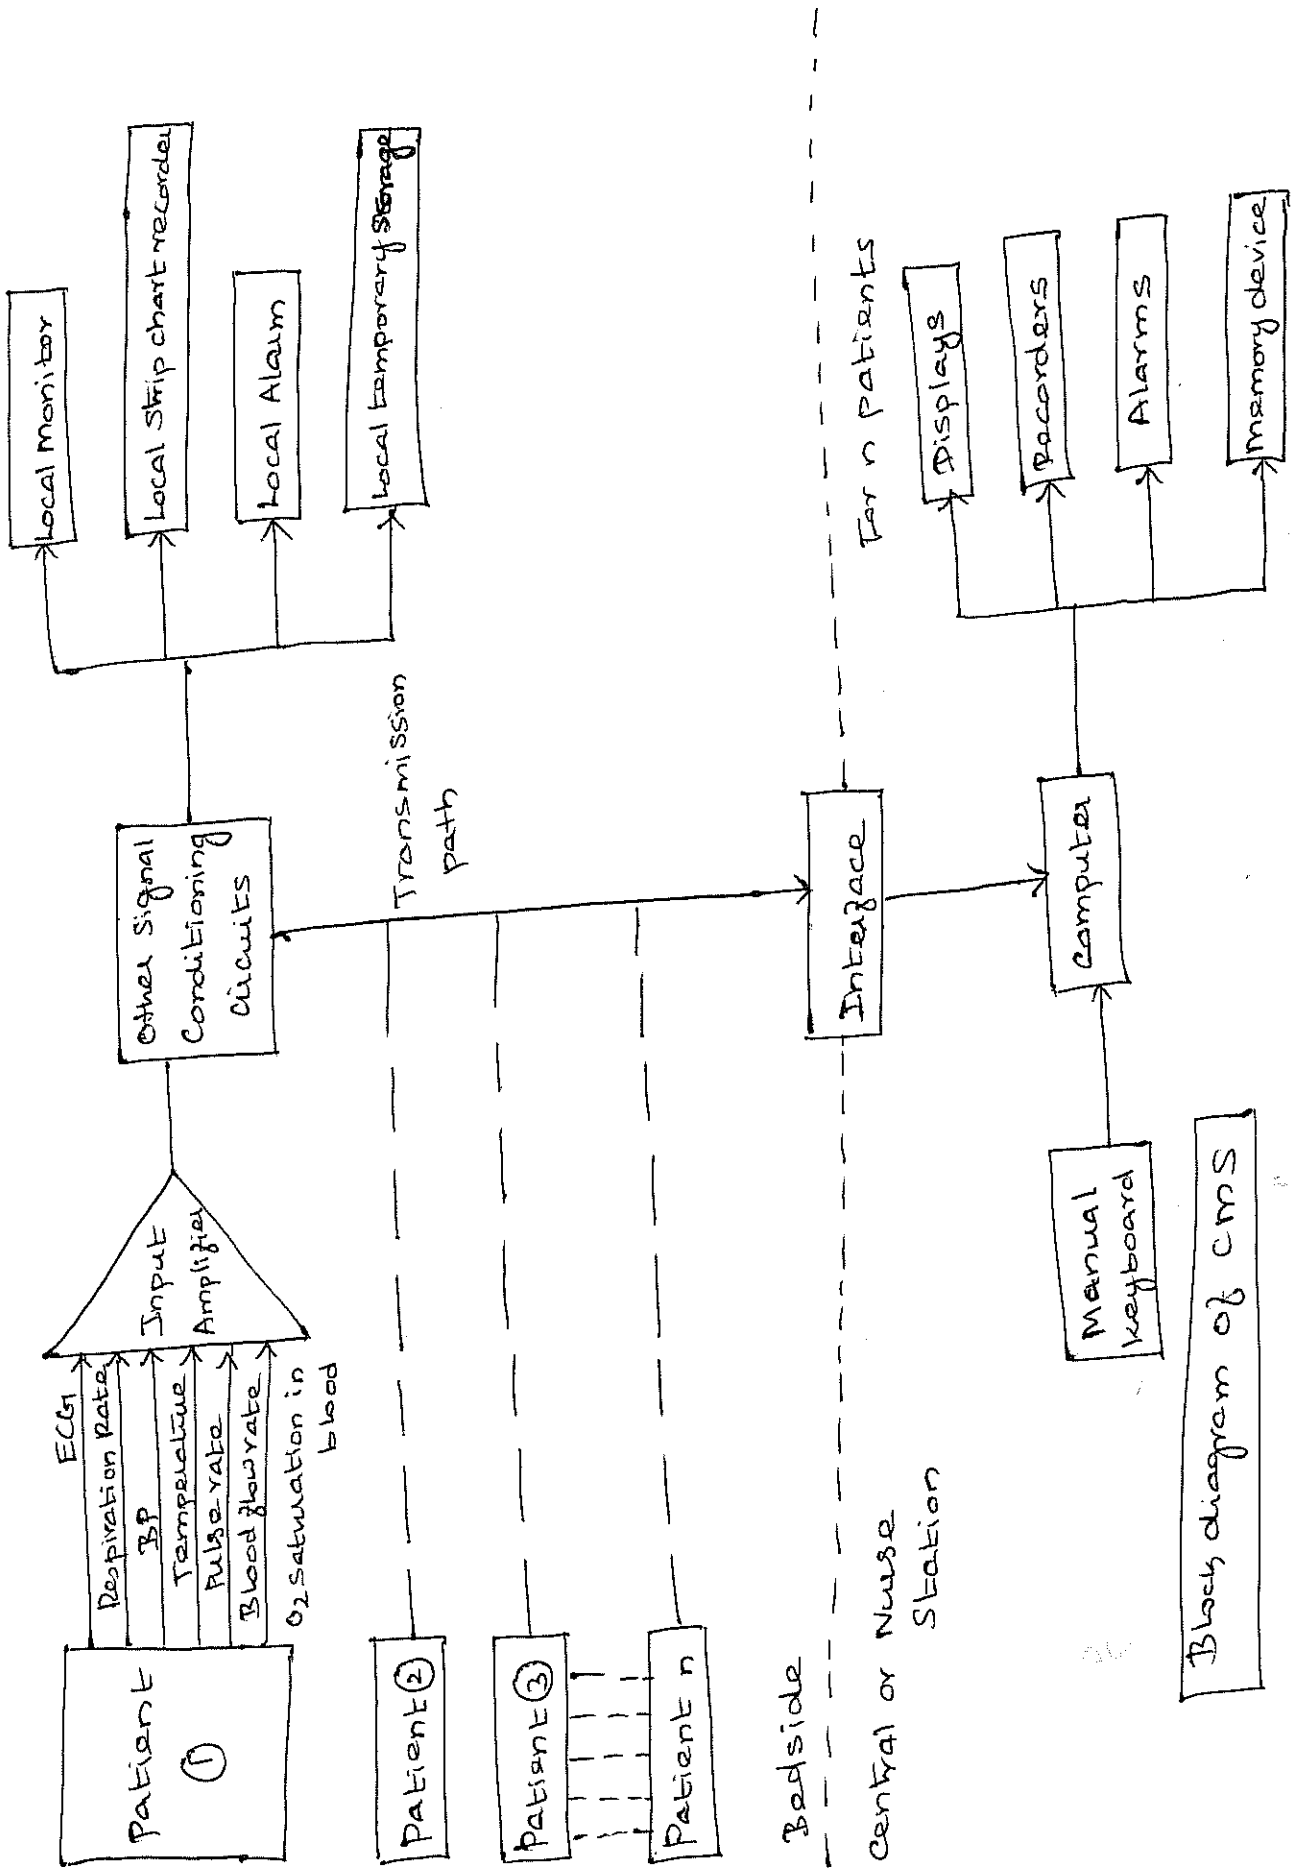 Patient
①
ECG
Respiration Rate
BP
Temperature
Pulse rate
Blood flow rate
O2 saturation in
blood
Input
Amplifier
Other Signal
Conditioning
Circuits
Local Monitor
Local Strip chart recorder
Local Alarm
Local temporary storage
Transmission
path
Patient ②
Patient ③
Patient n
Bedside
Central or Nurse
Station
Interface
For n patients
Manual
keyboard
Computer
Displays
Recorders
Alarms
Memory device
Block diagram of CMS